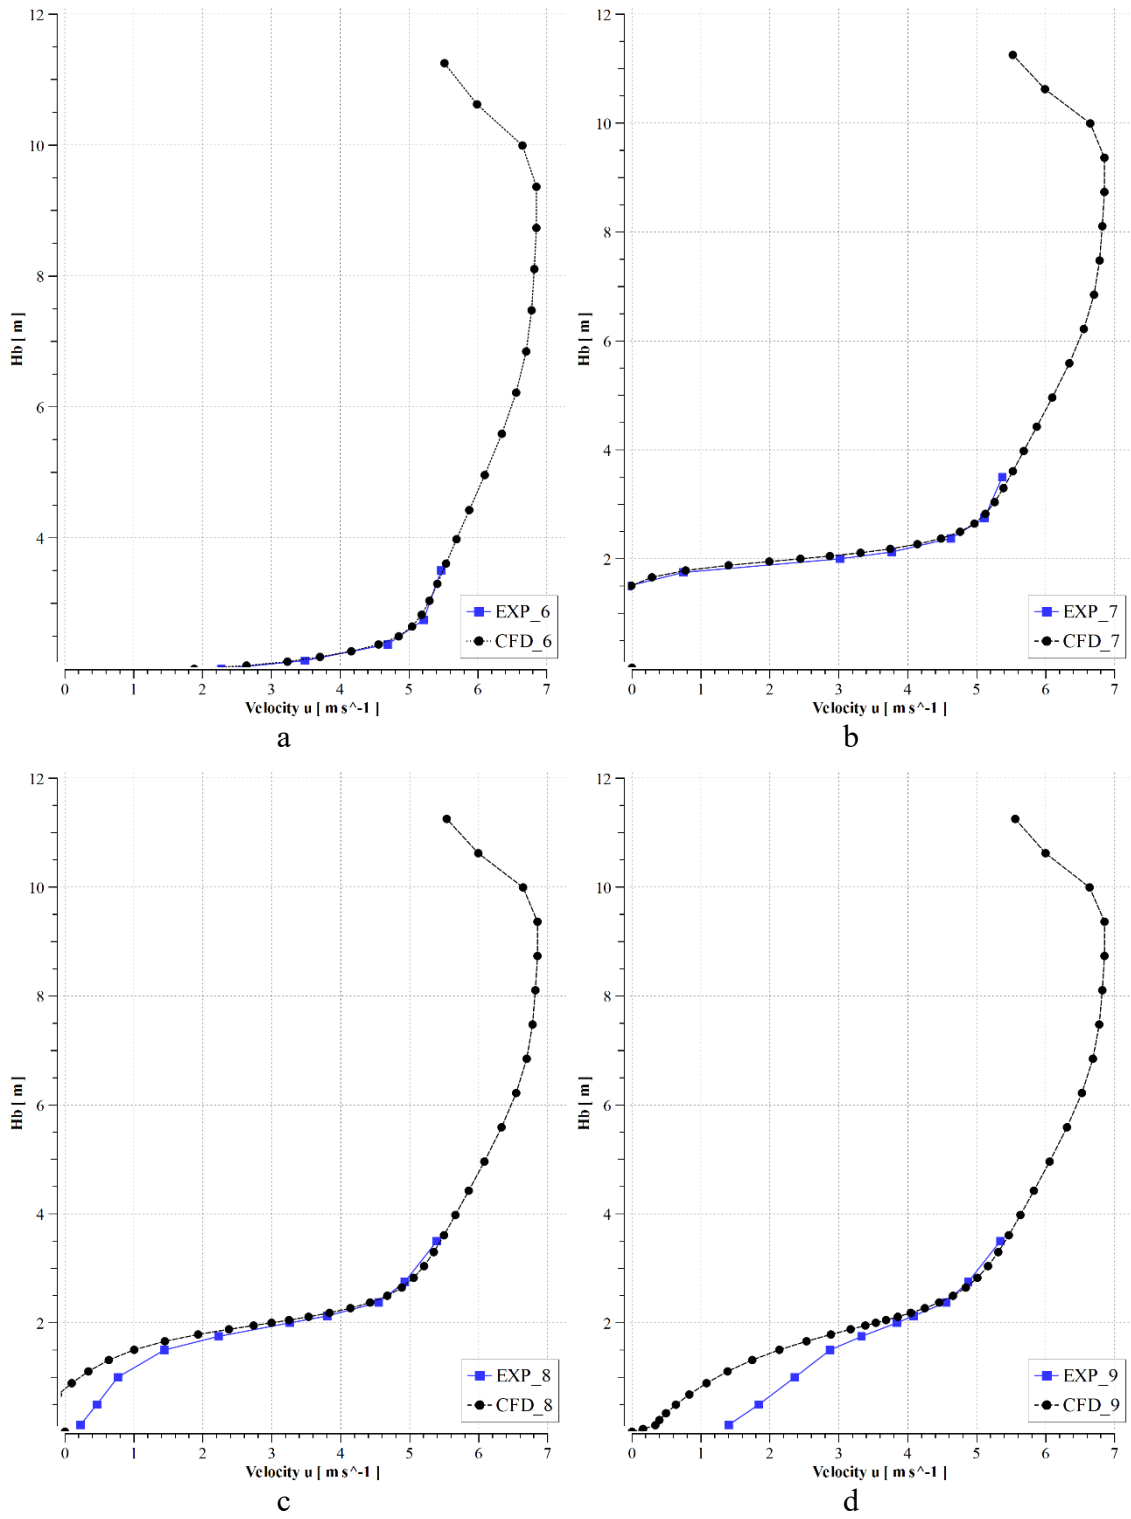 12
10
8
6
4
Hb [ m ]
EXP_6
CFD_6
0 1 2 3 4 5 6 7
Velocity u [ m s^-1 ]
a
12
10
8
6
4
2
Hb [ m ]
EXP_7
CFD_7
0 1 2 3 4 5 6 7
Velocity u [ m s^-1 ]
b
12
10
8
6
4
2
Hb [ m ]
EXP_8
CFD_8
0 1 2 3 4 5 6 7
Velocity u [ m s^-1 ]
c
12
10
8
6
4
2
Hb [ m ]
EXP_9
CFD_9
0 1 2 3 4 5 6 7
Velocity u [ m s^-1 ]
d